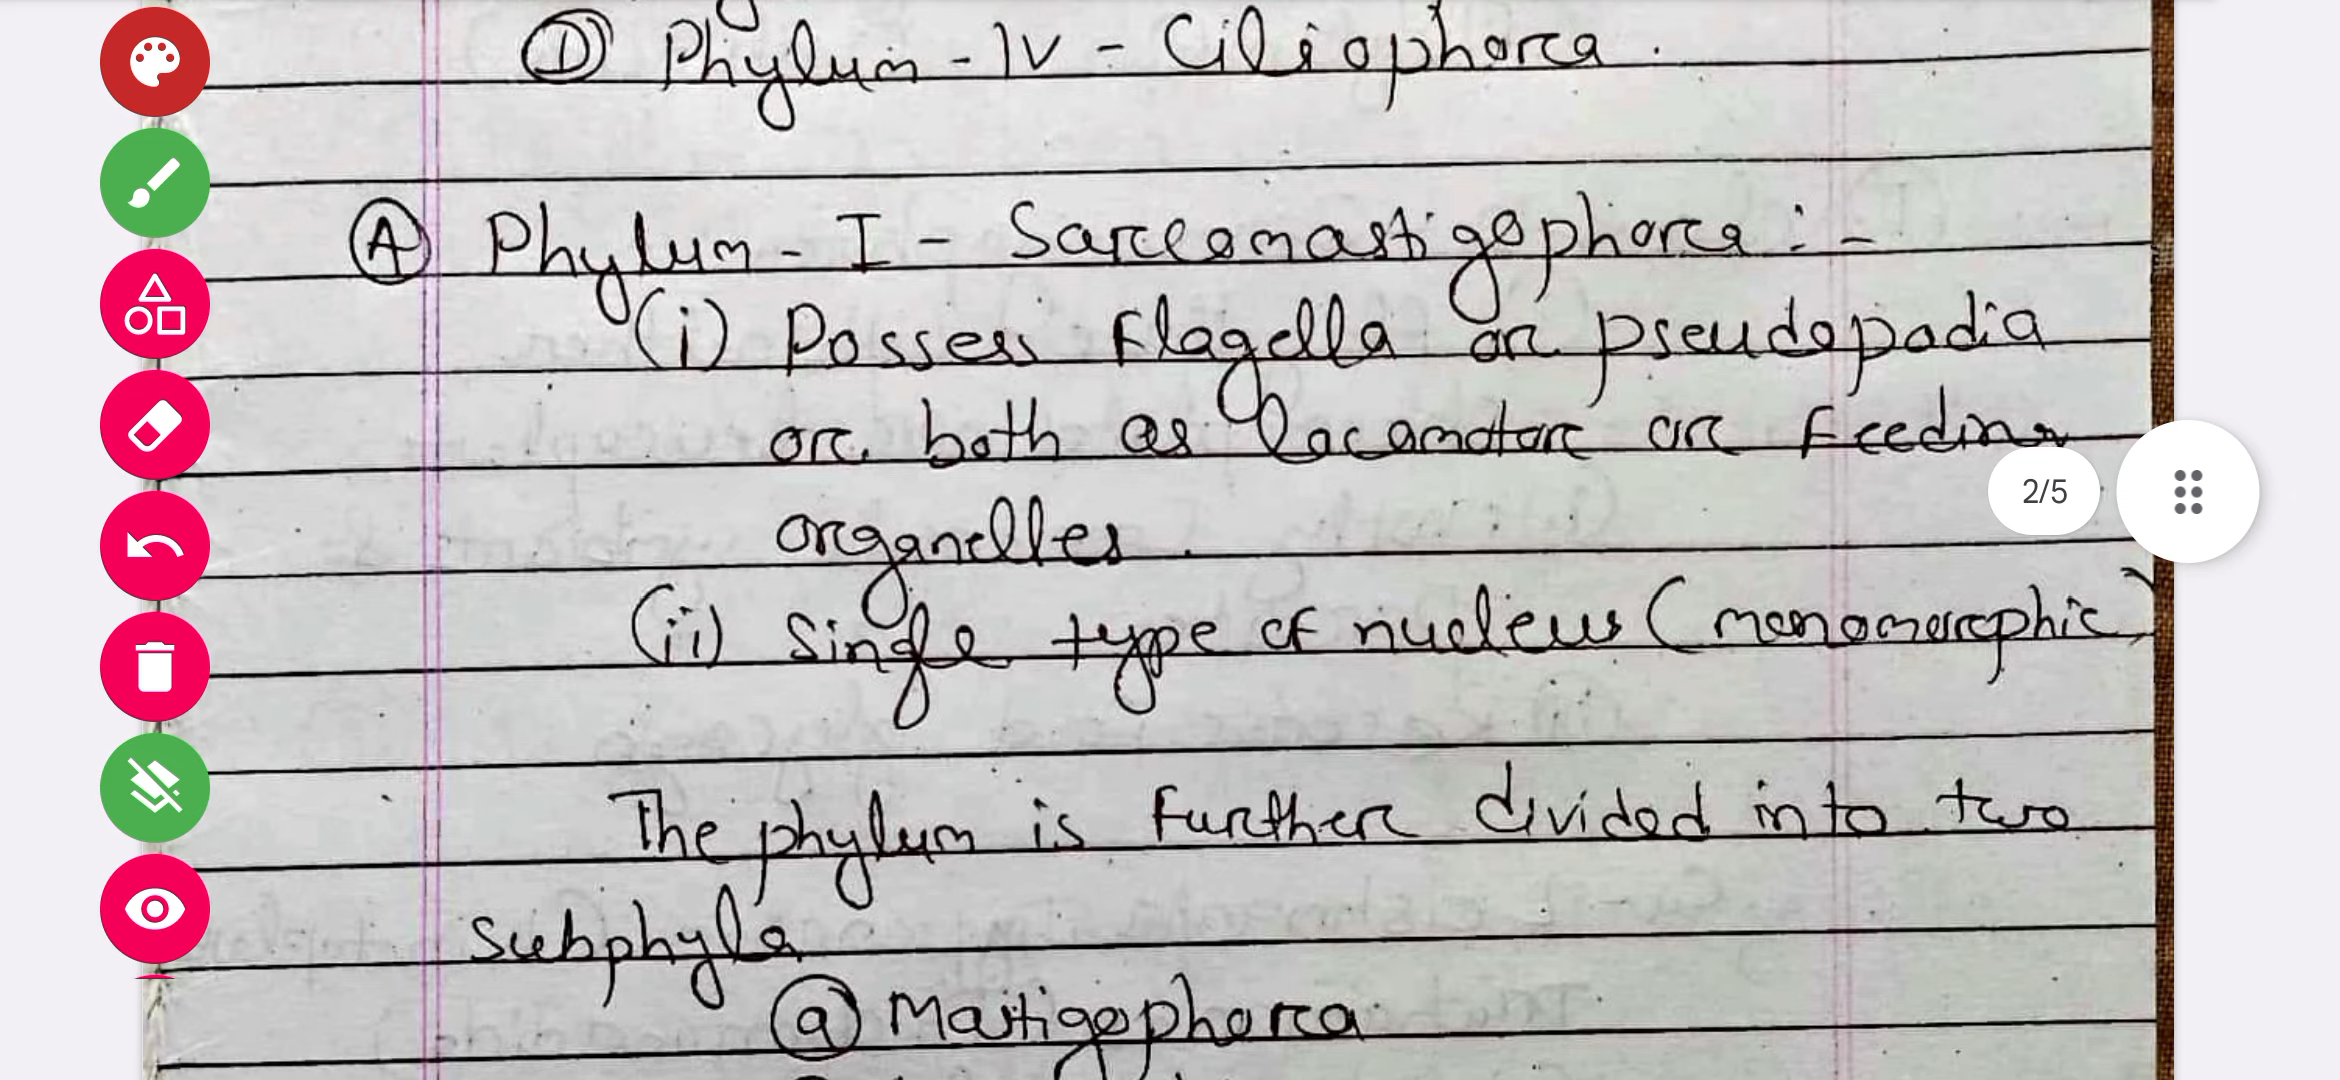 Ⓓ Phylum - IV - Ciliophora.
Ⓐ Phylum - I - Sarcomastigophora : -
(i) Possess flagella or pseudopodia
or both as locomotor or feeding
2/5
organelles.
(ii) Single type of nucleus (monomorphic)
The phylum is further divided into two
subphyla
ⓐ Mastigophora